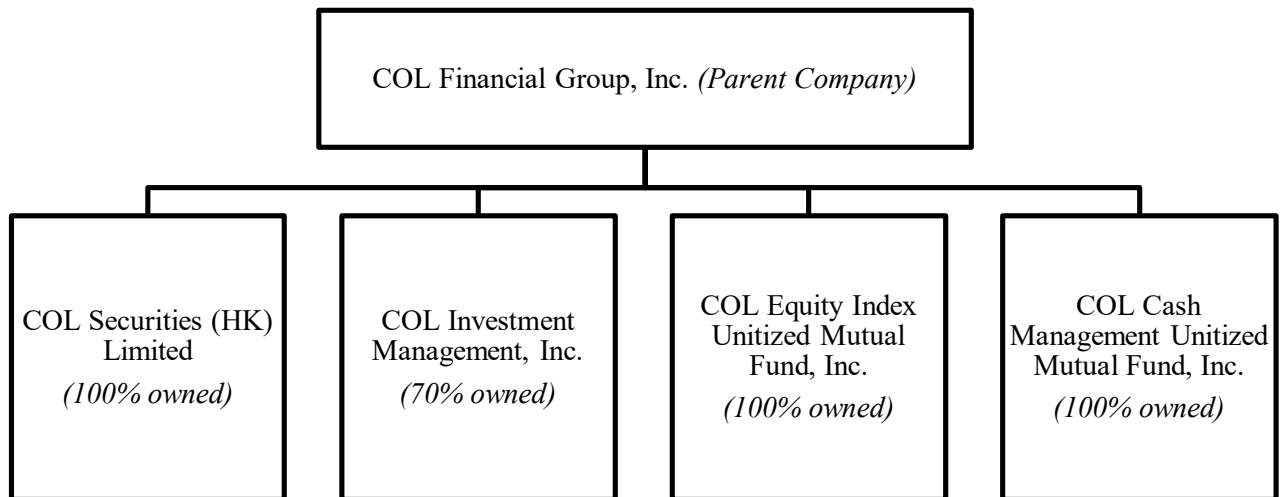 COL Financial Group, Inc. (Parent Company)
COL Securities (HK)
Limited
(100% owned)
COL Investment
Management, Inc.
(70% owned)
COL Equity Index
Unitized Mutual
Fund, Inc.
(100% owned)
COL Cash
Management Unitized
Mutual Fund, Inc.
(100% owned)